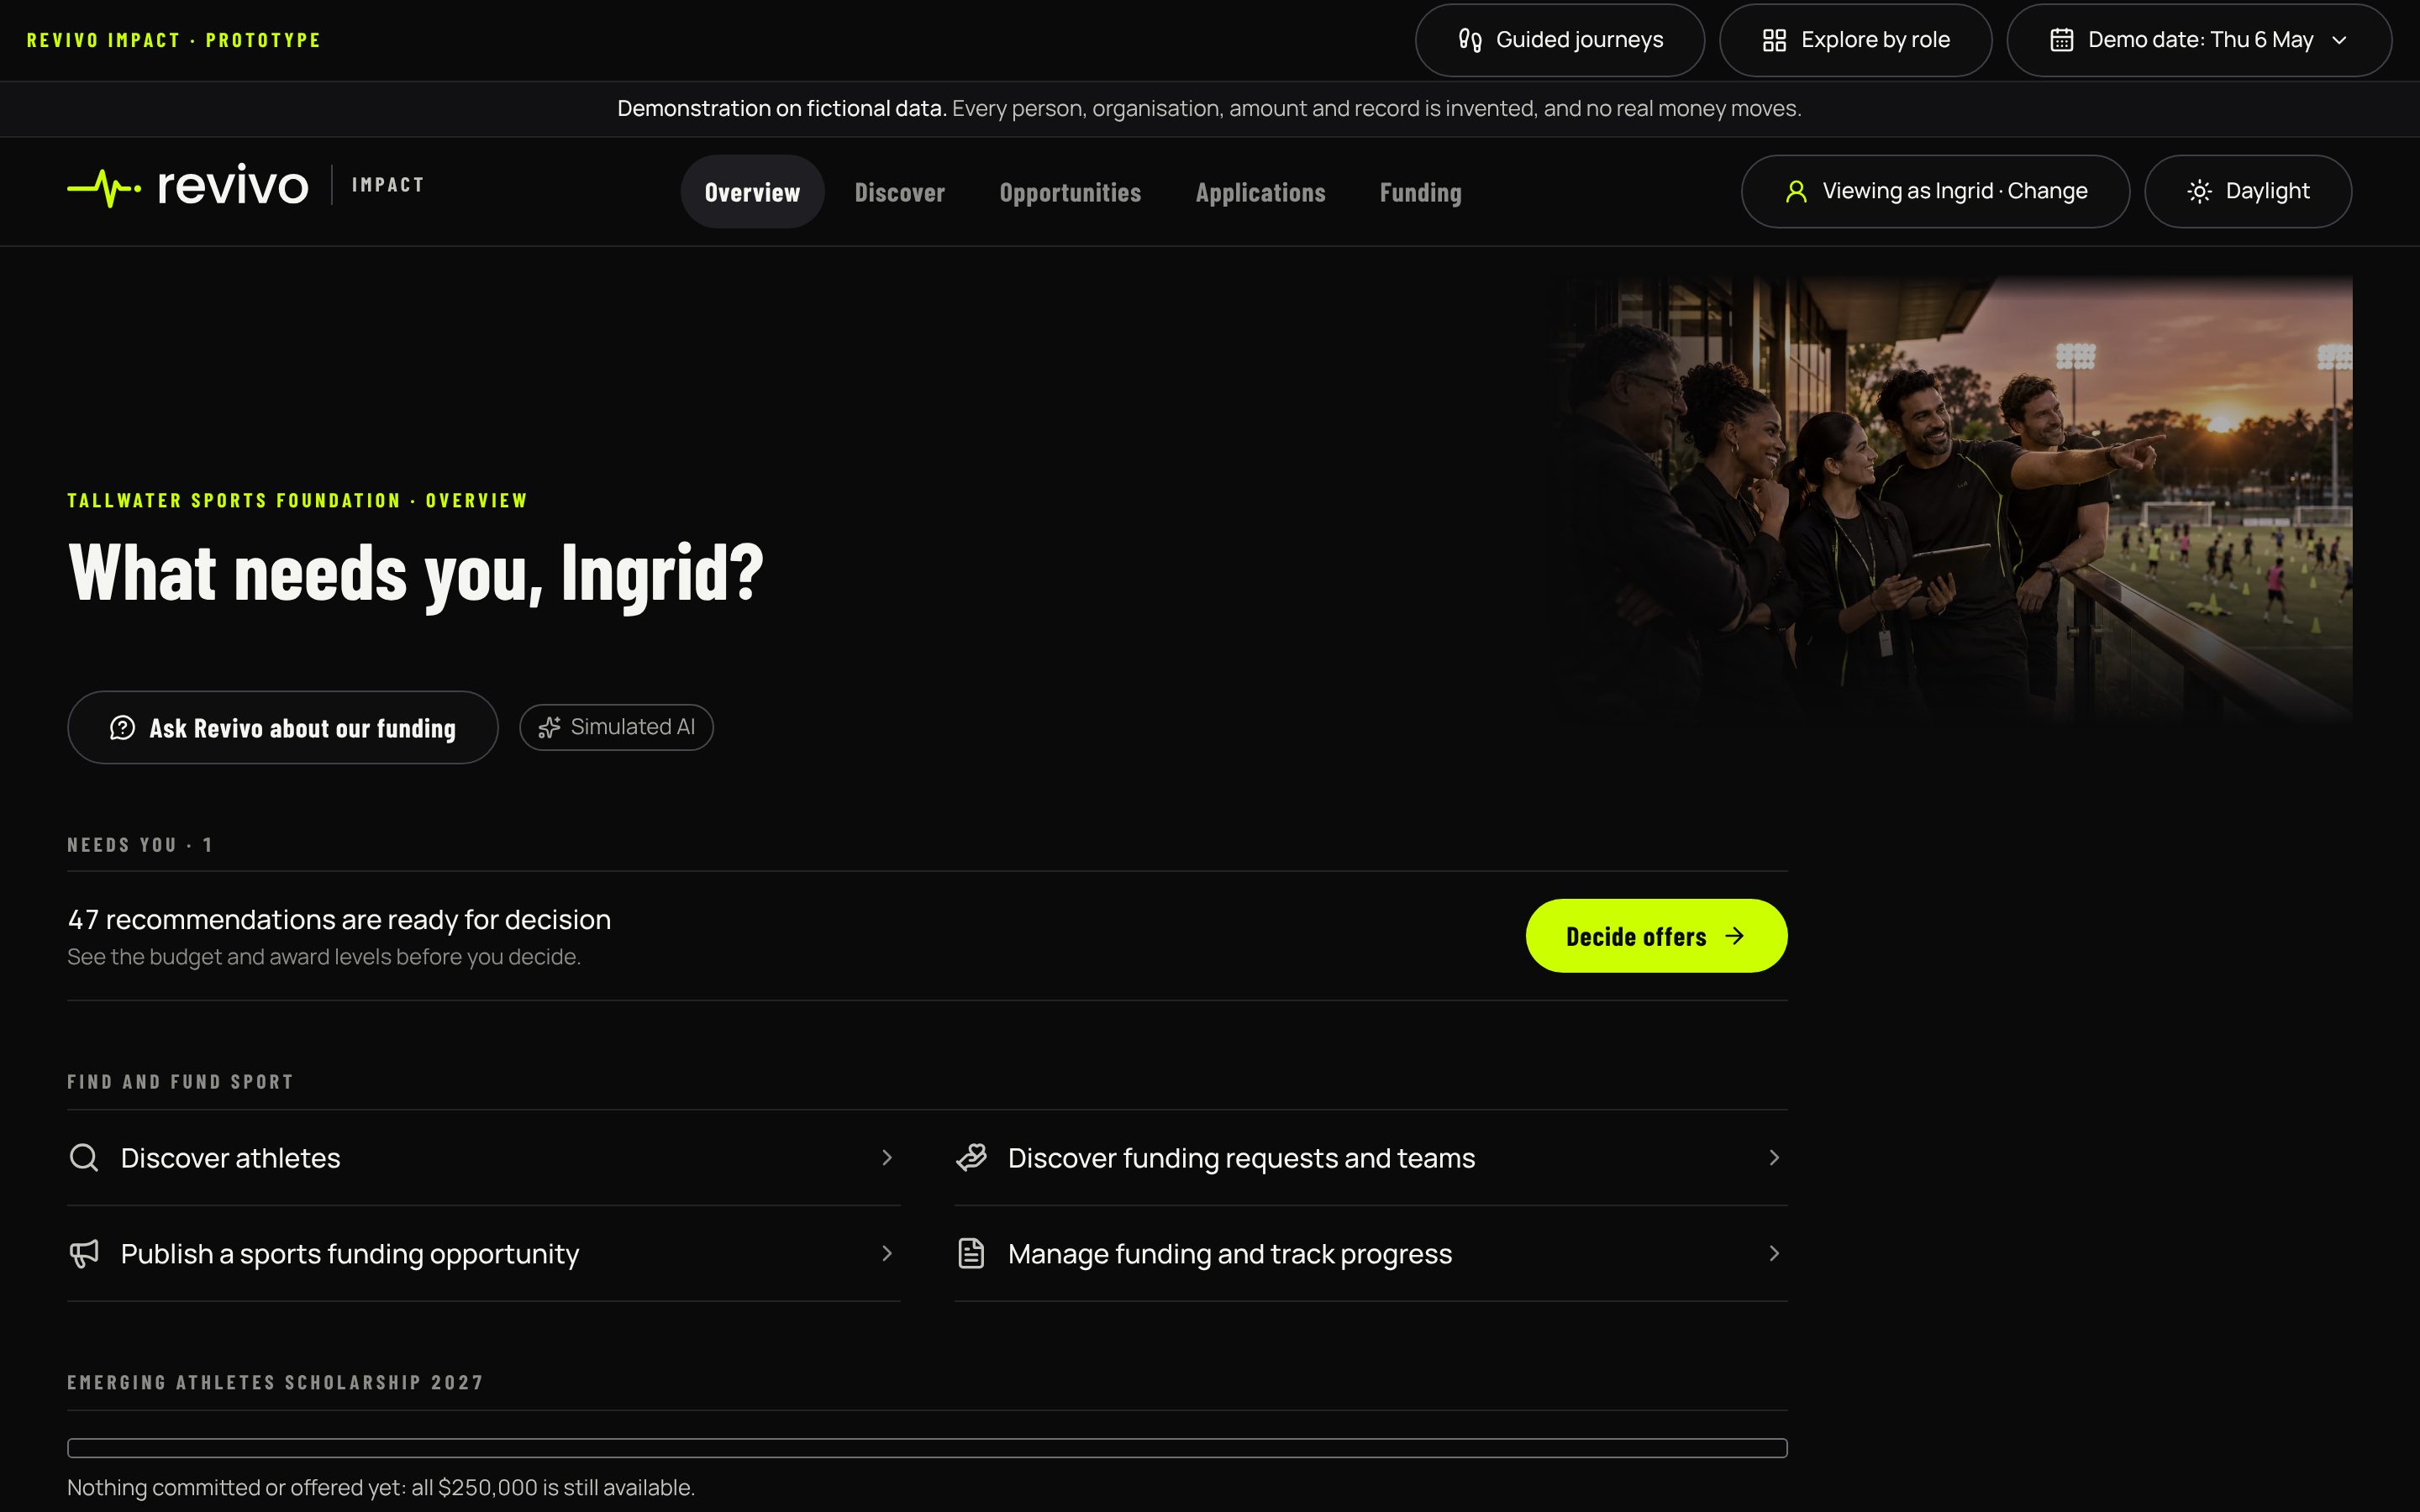 REVIVO IMPACT · PROTOTYPE
Guided journeys
Explore by role
Demo date: Thu 6 May
Demonstration on fictional data. Every person, organisation, amount and record is invented, and no real money moves.
revivo
IMPACT
Overview
Discover
Opportunities
Applications
Funding
Viewing as Ingrid · Change
Daylight
TALLWATER SPORTS FOUNDATION · OVERVIEW
What needs you, Ingrid?
Ask Revivo about our funding
Simulated AI
NEEDS YOU · 1
47 recommendations are ready for decision
See the budget and award levels before you decide.
Decide offers
FIND AND FUND SPORT
Discover athletes
Discover funding requests and teams
Publish a sports funding opportunity
Manage funding and track progress
EMERGING ATHLETES SCHOLARSHIP 2027
Nothing committed or offered yet: all $250,000 is still available.